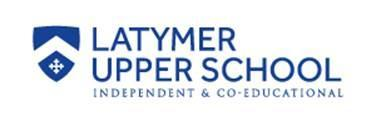 LATYMER
UPPER SCHOOL
INDEPENDENT & CO-EDUCATIONAL